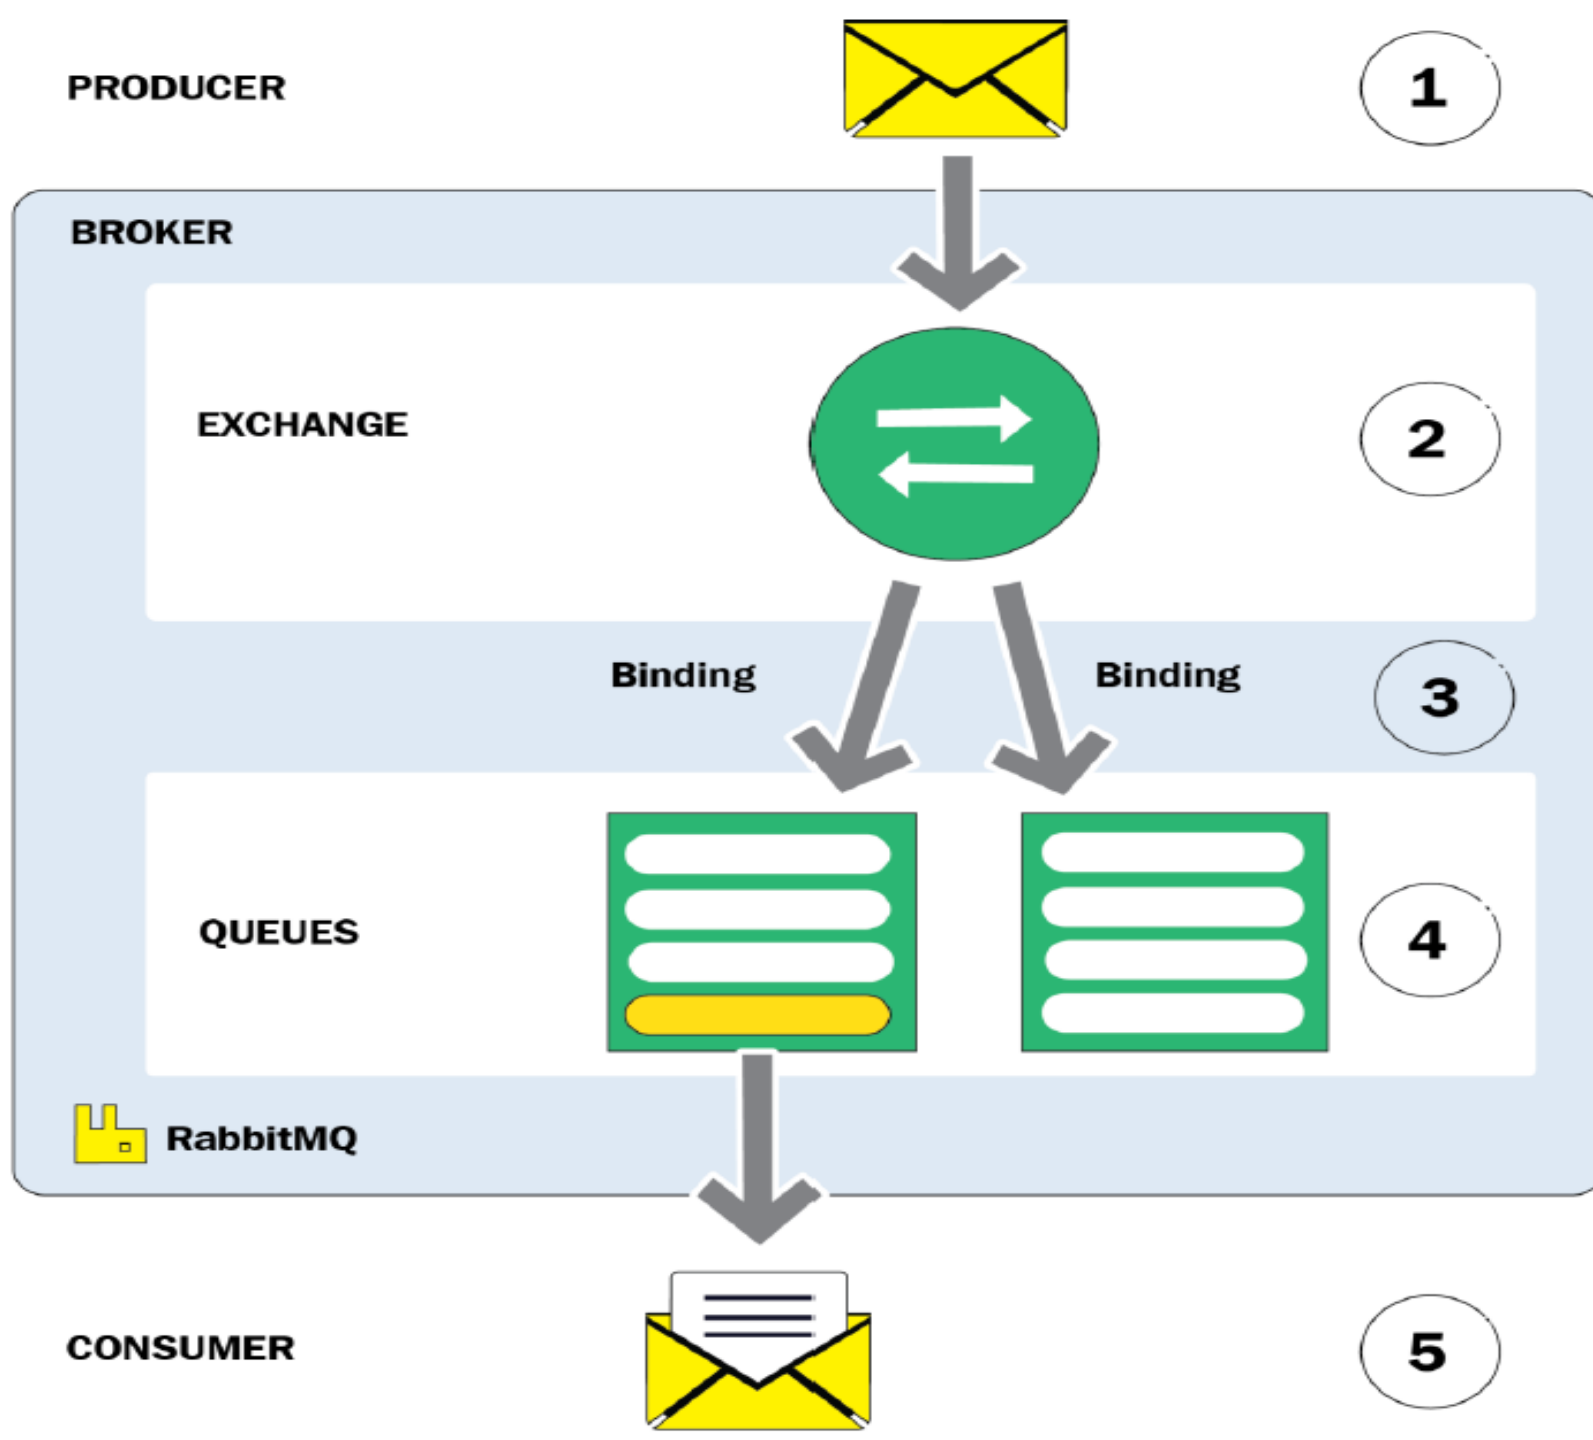 PRODUCER
1
BROKER
EXCHANGE
2
Binding
Binding
3
QUEUES
4
RabbitMQ
CONSUMER
5